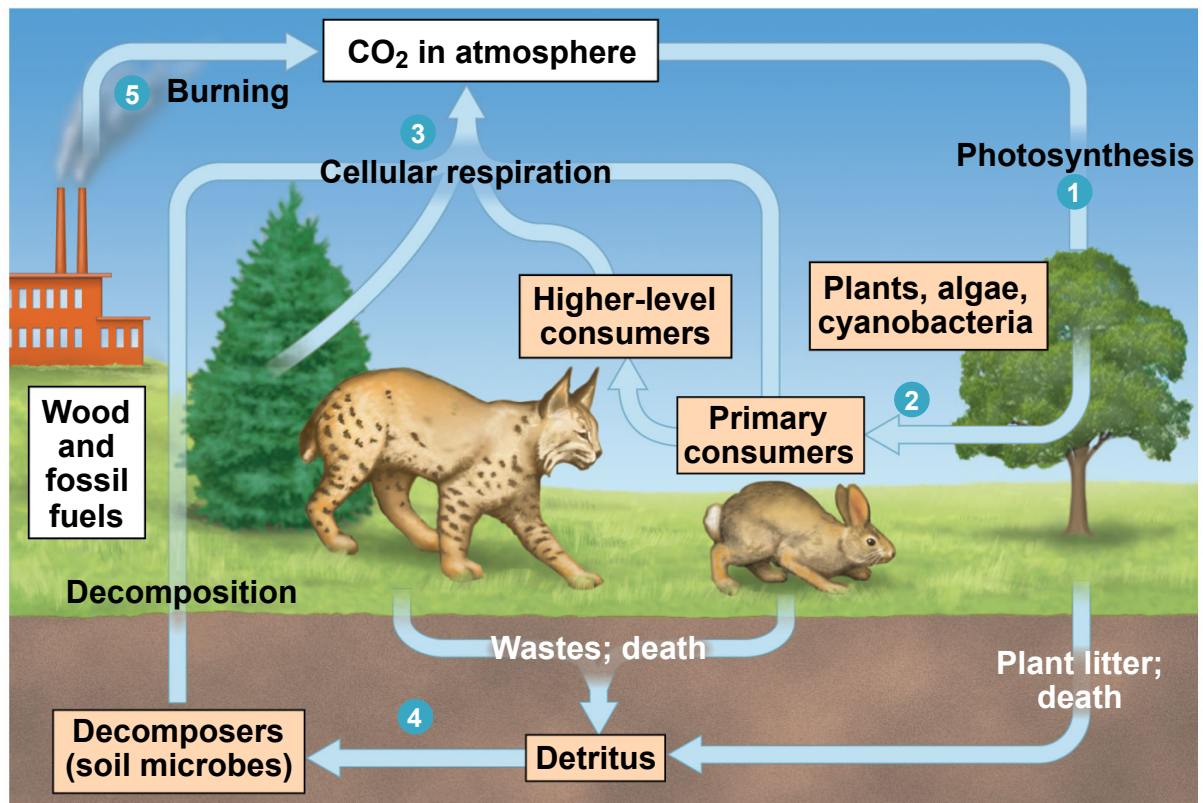 CO₂ in atmosphere
5 Burning
3
Cellular respiration
Photosynthesis
1
Higher-level
consumers
Plants, algae,
cyanobacteria
2
Primary
consumers
Wood
and
fossil
fuels
Decomposition
Wastes; death
Plant litter;
death
4
Decomposers
(soil microbes)
Detritus